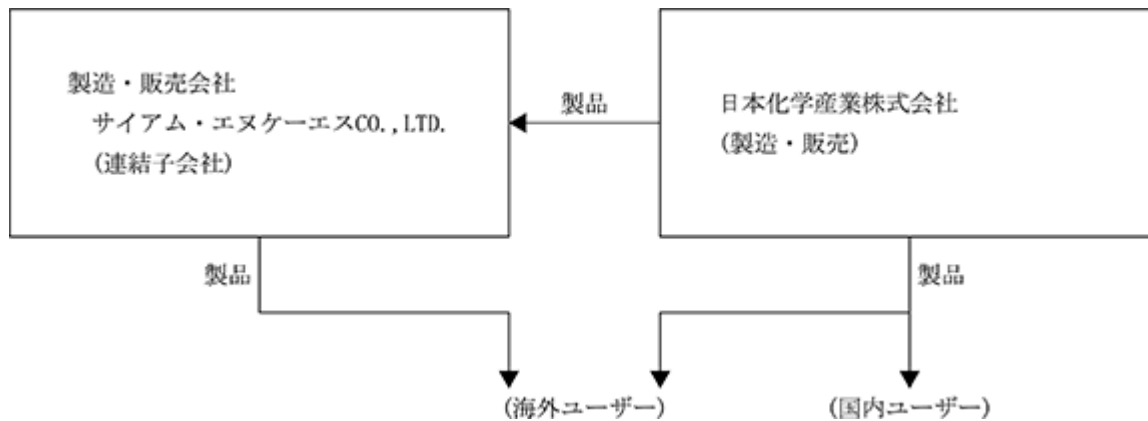 製造・販売会社
サイアム・エヌケーエスCO.,LTD.
(連結子会社)
製品
日本化学産業株式会社
(製造・販売)
製品
製品
(海外ユーザー)
(国内ユーザー)